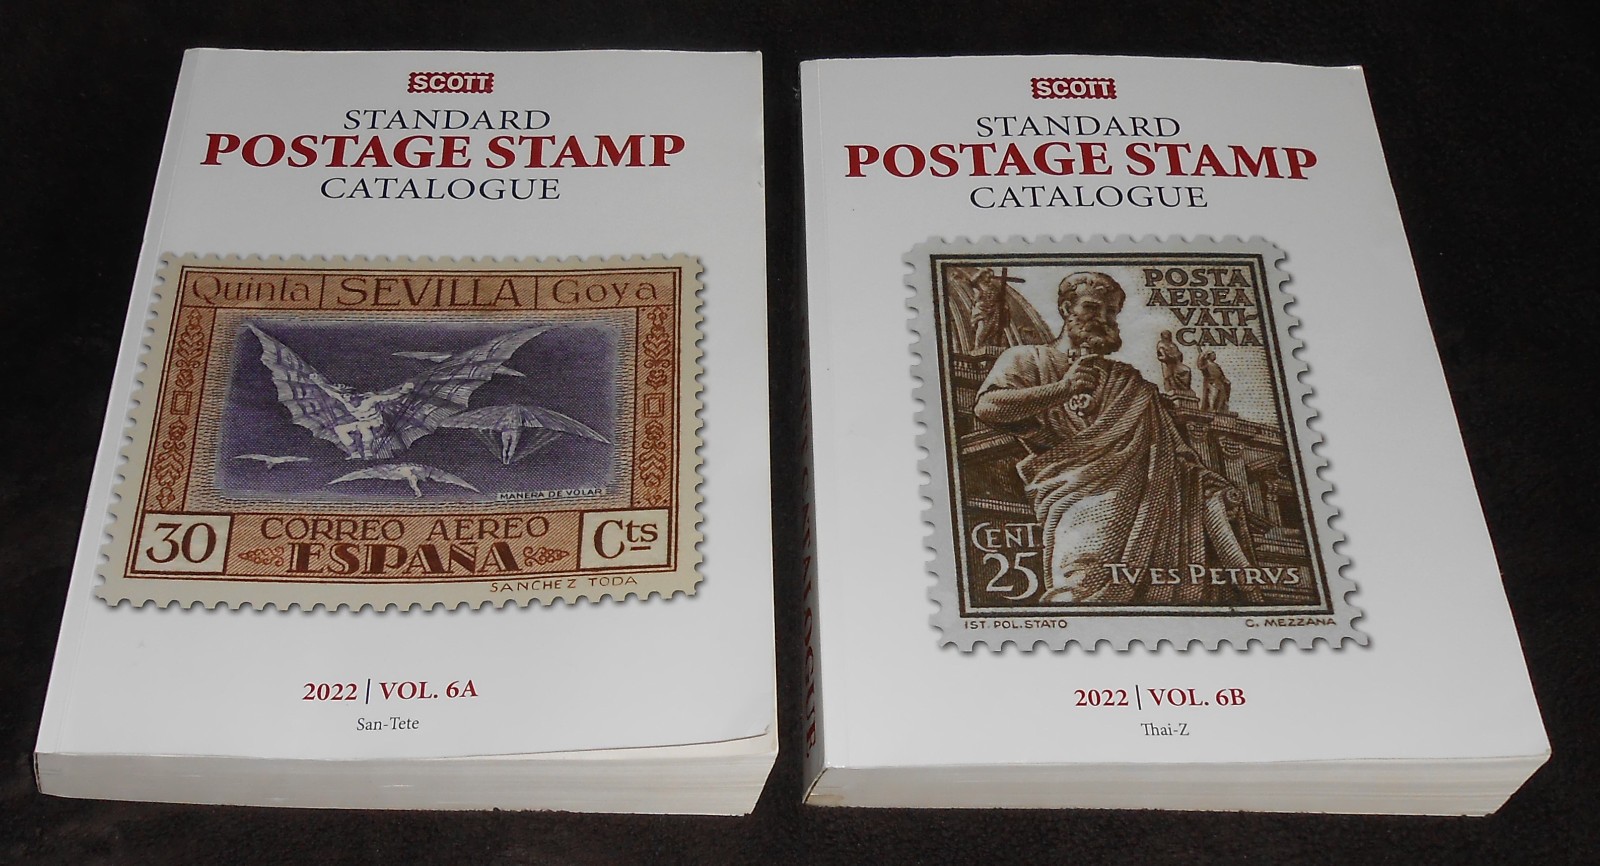 SCOTT
STANDARD
POSTAGE STAMP
CATALOGUE
Quinta | SEVILLA | Goya
MANERA DE VOLAR
30 CORREO AEREO Cts
ESPAÑA
SANCHEZ TODA
2022 | VOL. 6A
San-Tete
SCOTT
STANDARD
POSTAGE STAMP
CATALOGUE
POSTA
AEREA
VATI-
CANA
CENT.
25 TV ES PETRVS
IST. POL. STATO C. MEZZANA
2022 | VOL. 6B
Thai-Z
CATALOGUE